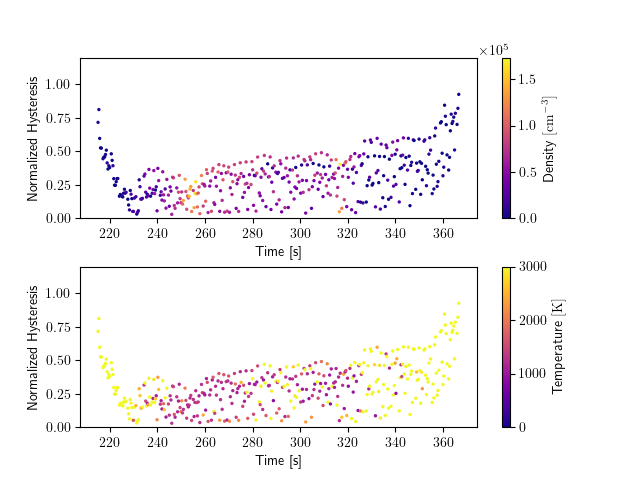 ×10⁵
1.00
0.75
0.50
0.25
0.00
Normalized Hysteresis
220 240 260 280 300 320 340 360
Time [s]
1.5
1.0
0.5
0.0
Density [cm⁻³]
1.00
0.75
0.50
0.25
0.00
Normalized Hysteresis
220 240 260 280 300 320 340 360
Time [s]
3000
2000
1000
0
Temperature [K]